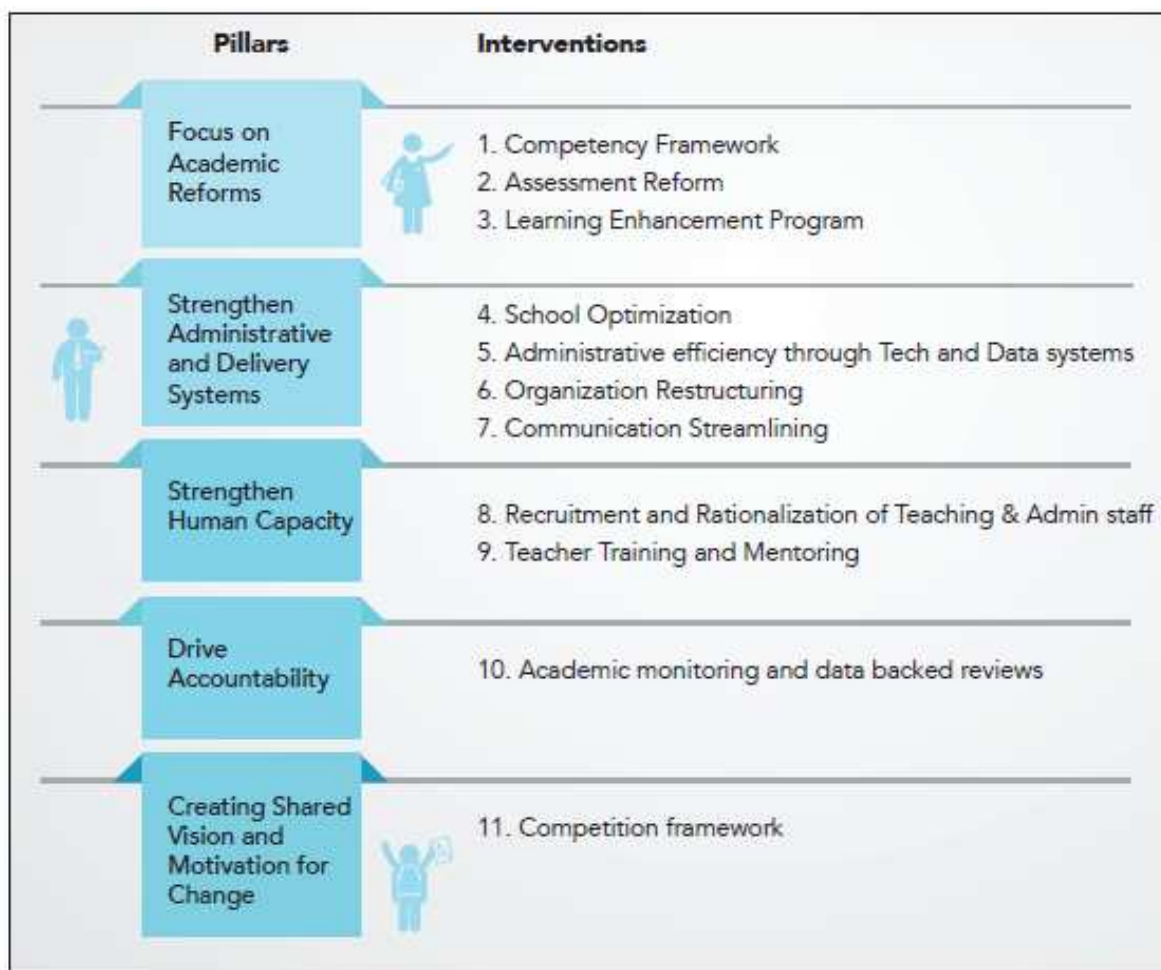 Pillars
Interventions
Focus on
Academic
Reforms
1. Competency Framework
2. Assessment Reform
3. Learning Enhancement Program
Strengthen
Administrative
and Delivery
Systems
4. School Optimization
5. Administrative efficiency through Tech and Data systems
6. Organization Restructuring
7. Communication Streamlining
Strengthen
Human Capacity
8. Recruitment and Rationalization of Teaching & Admin staff
9. Teacher Training and Mentoring
Drive
Accountability
10. Academic monitoring and data backed reviews
Creating Shared
Vision and
Motivation for
Change
11. Competition framework